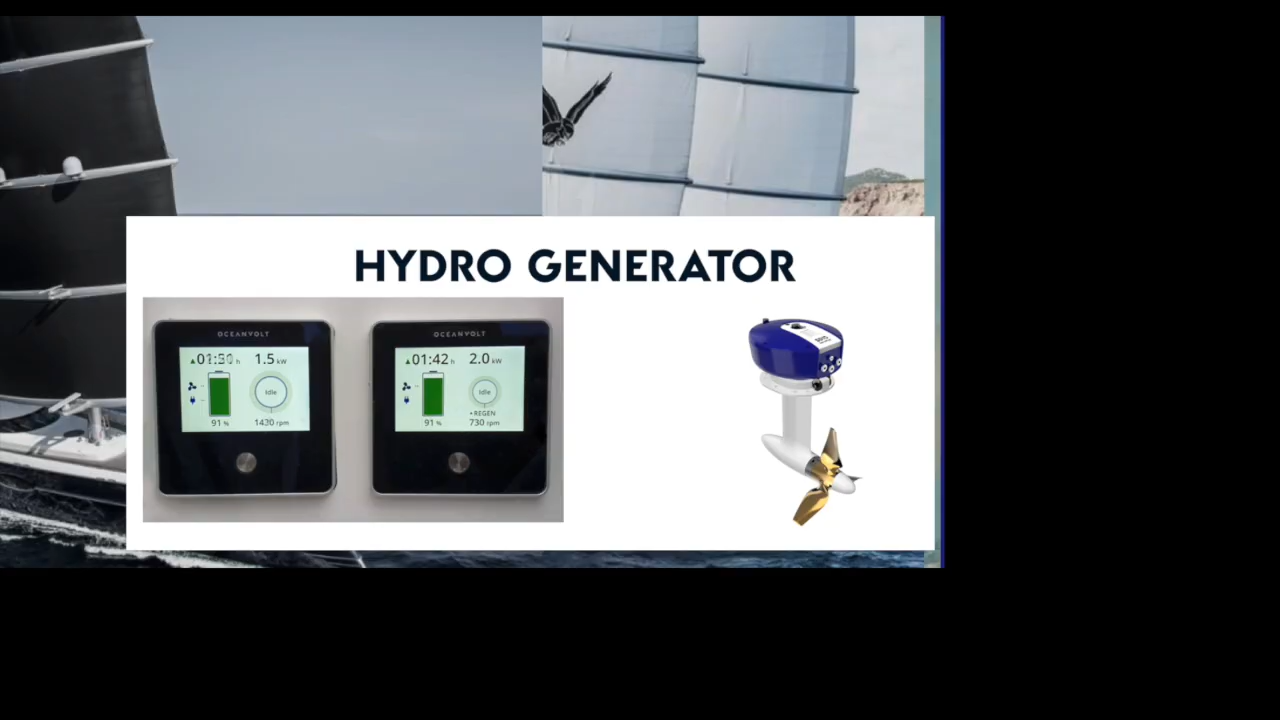 HYDRO GENERATOR
OCEANVOLT
1.5 kW
Idle
91 %
1430 rpm
OCEANVOLT
01:42 h 2.0 kW
Idle
• REGEN
91 % 730 rpm